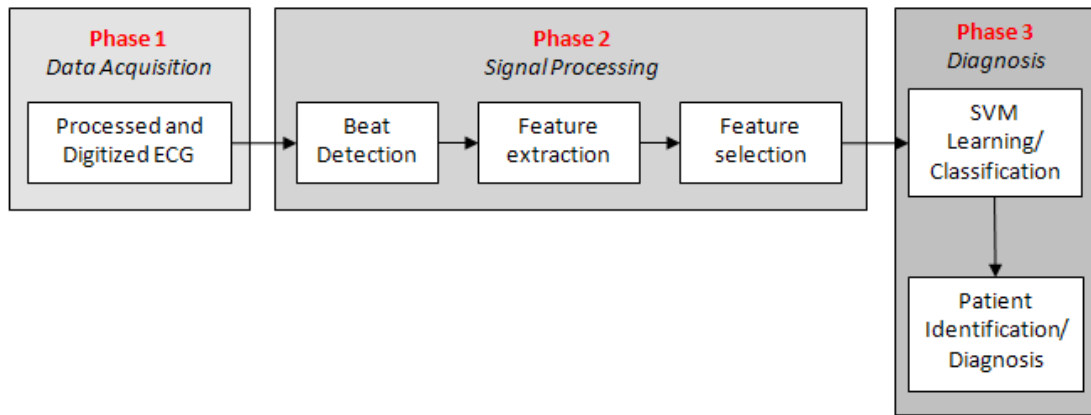 Phase 1
Data Acquisition
Processed and
Digitized ECG
Phase 2
Signal Processing
Beat
Detection
Feature
extraction
Feature
selection
Phase 3
Diagnosis
SVM
Learning/
Classification
Patient
Identification/
Diagnosis